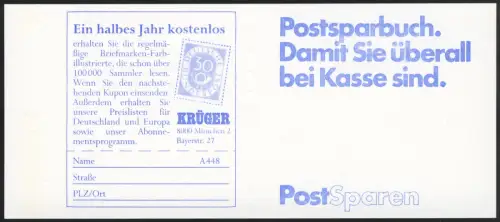 Ein halbes Jahr kostenlos
erhalten Sie die regelmä-
ßige Briefmarken-Farb-
illustrierte, die schon über
100000 Sammler lesen.
Wenn Sie den nachste-
henden Kupon einsenden
Außerdem erhalten Sie
unsere Preislisten für
Deutschland und Europa
sowie unser Abonne-
mentsprogramm.
30
KRÜGER
8000 München 2
Bayerstr. 27
Name A 448
Straße
PLZ/Ort
Postsparbuch.
Damit Sie überall
bei Kasse sind.
PostSparen